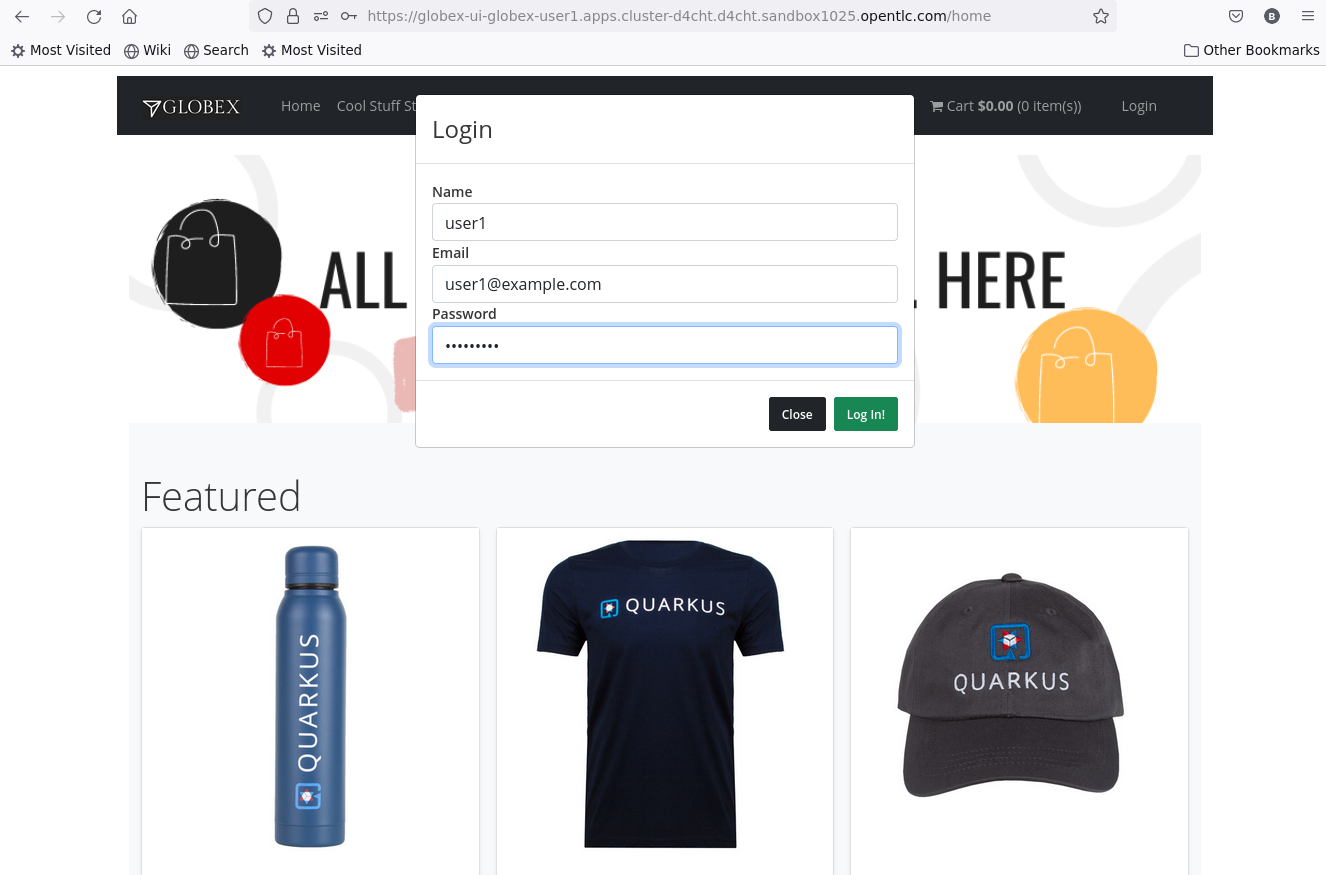 https://globex-ui-globex-user1.apps.cluster-d4cht.d4cht.sandbox1025.opentlc.com/home
B
Most Visited Wiki Search Most Visited Other Bookmarks
GLOBEX Home Cool Stuff St Cart $0.00 (0 item(s)) Login
Login
Name
user1
Email
user1@example.com
Password
•••••••••
Close Log In!
ALL HERE
Featured
QUARKUS
QUARKUS
QUARKUS